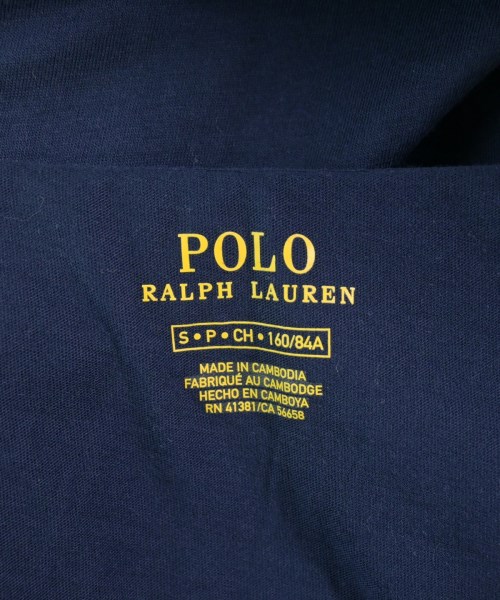 POLO
RALPH LAUREN
S • P • CH • 160/84A
MADE IN CAMBODIA
FABRIQUÉ AU CAMBODGE
HECHO EN CAMBOYA
RN 41381/CA 56658